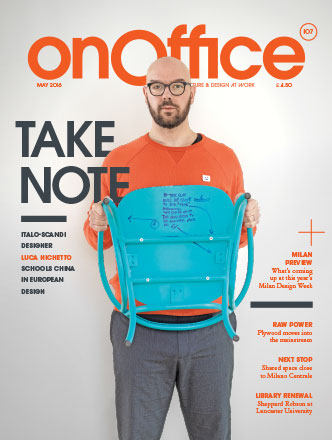 107
onOffice
MAY 2016
URE & DESIGN AT WORK
£4.50
TAKE
NOTE
ITALO-SCANDI
DESIGNER
LUCA NICHETTO
SCHOOLS CHINA
IN EUROPEAN
DESIGN
MILAN
PREVIEW
What's coming
up at this year's
Milan Design Week
RAW POWER
Plywood moves into
the mainstream
NEXT STOP
Shared space close
to Milano Centrale
LIBRARY RENEWAL
Sheppard Robson at
Lancaster University